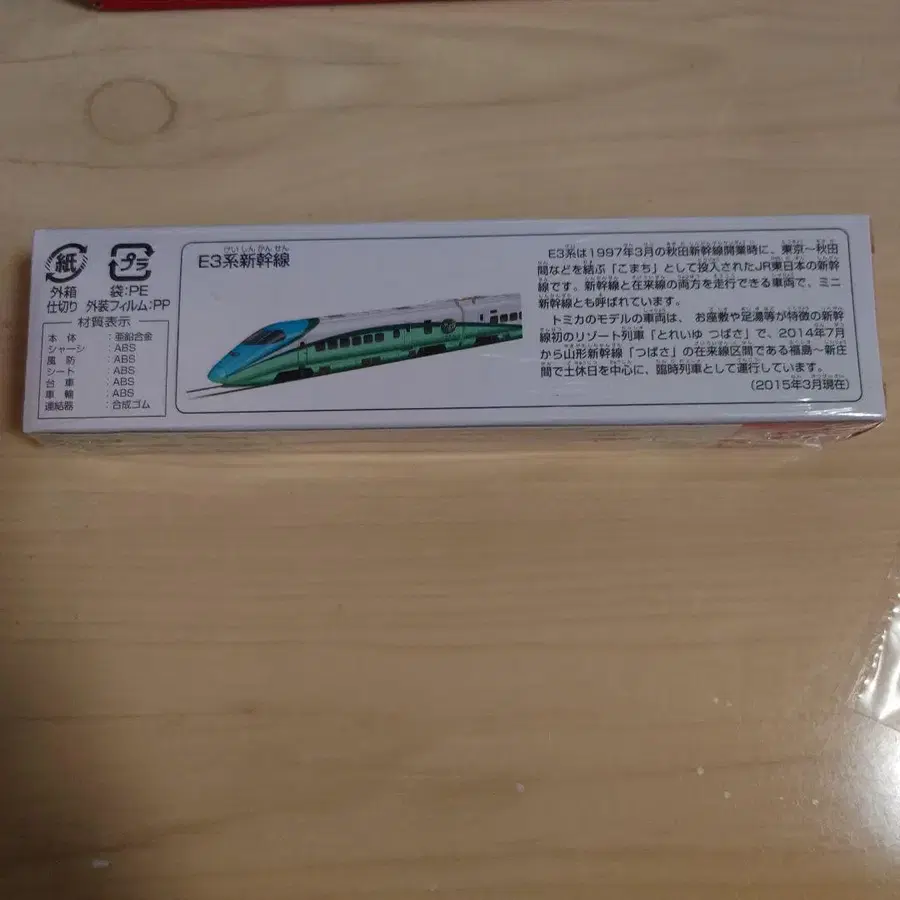 紙
プラ
外箱
仕切り
袋:PE
外装フィルム:PP
材質表示
本体:亜鉛合金
シャーシ:ABS
風防:ABS
シート:ABS
台車:ABS
車輪:ABS
連結器:合成ゴム
けいしんかんせん
E3系新幹線
E3系は1997年3月の秋田新幹線開業時に、東京〜秋田
間などを結ぶ「こまち」として投入されたJR東日本の新幹
線です。新幹線と在来線の両方を走行できる車両で、ミニ
新幹線とも呼ばれています。
トミカのモデルの車両は、お座敷や足湯等が特徴の新幹
線初のリゾート列車「とれいゆ つばさ」で、2014年7月
から山形新幹線「つばさ」の在来線区間である福島〜新庄
間で土休日を中心に、臨時列車として運行しています。
(2015年3月現在)